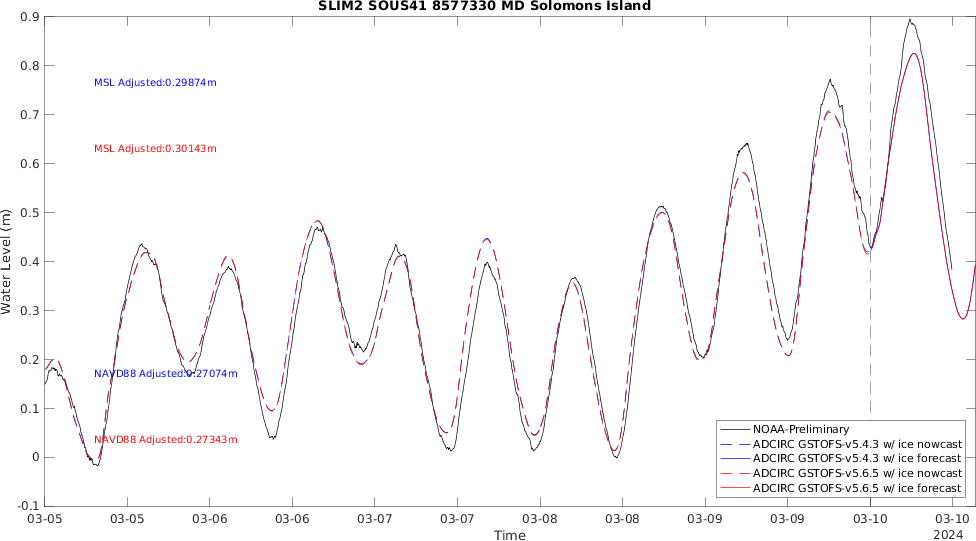 SLIM2 SOUS41 8577330 MD Solomons Island
0.9
0.8
0.7
0.6
0.5
0.4
0.3
0.2
0.1
0
-0.1
Water Level (m)
MSL Adjusted:0.29874m
MSL Adjusted:0.30143m
NAVD88 Adjusted:0.27074m
NAVD88 Adjusted:0.27343m
NOAA-Preliminary
ADCIRC GSTOFS-v5.4.3 w/ ice nowcast
ADCIRC GSTOFS-v5.4.3 w/ ice forecast
ADCIRC GSTOFS-v5.6.5 w/ ice nowcast
ADCIRC GSTOFS-v5.6.5 w/ ice forecast
03-05 03-05 03-06 03-06 03-07 03-07 03-08 03-08 03-09 03-09 03-10 03-10
2024
Time